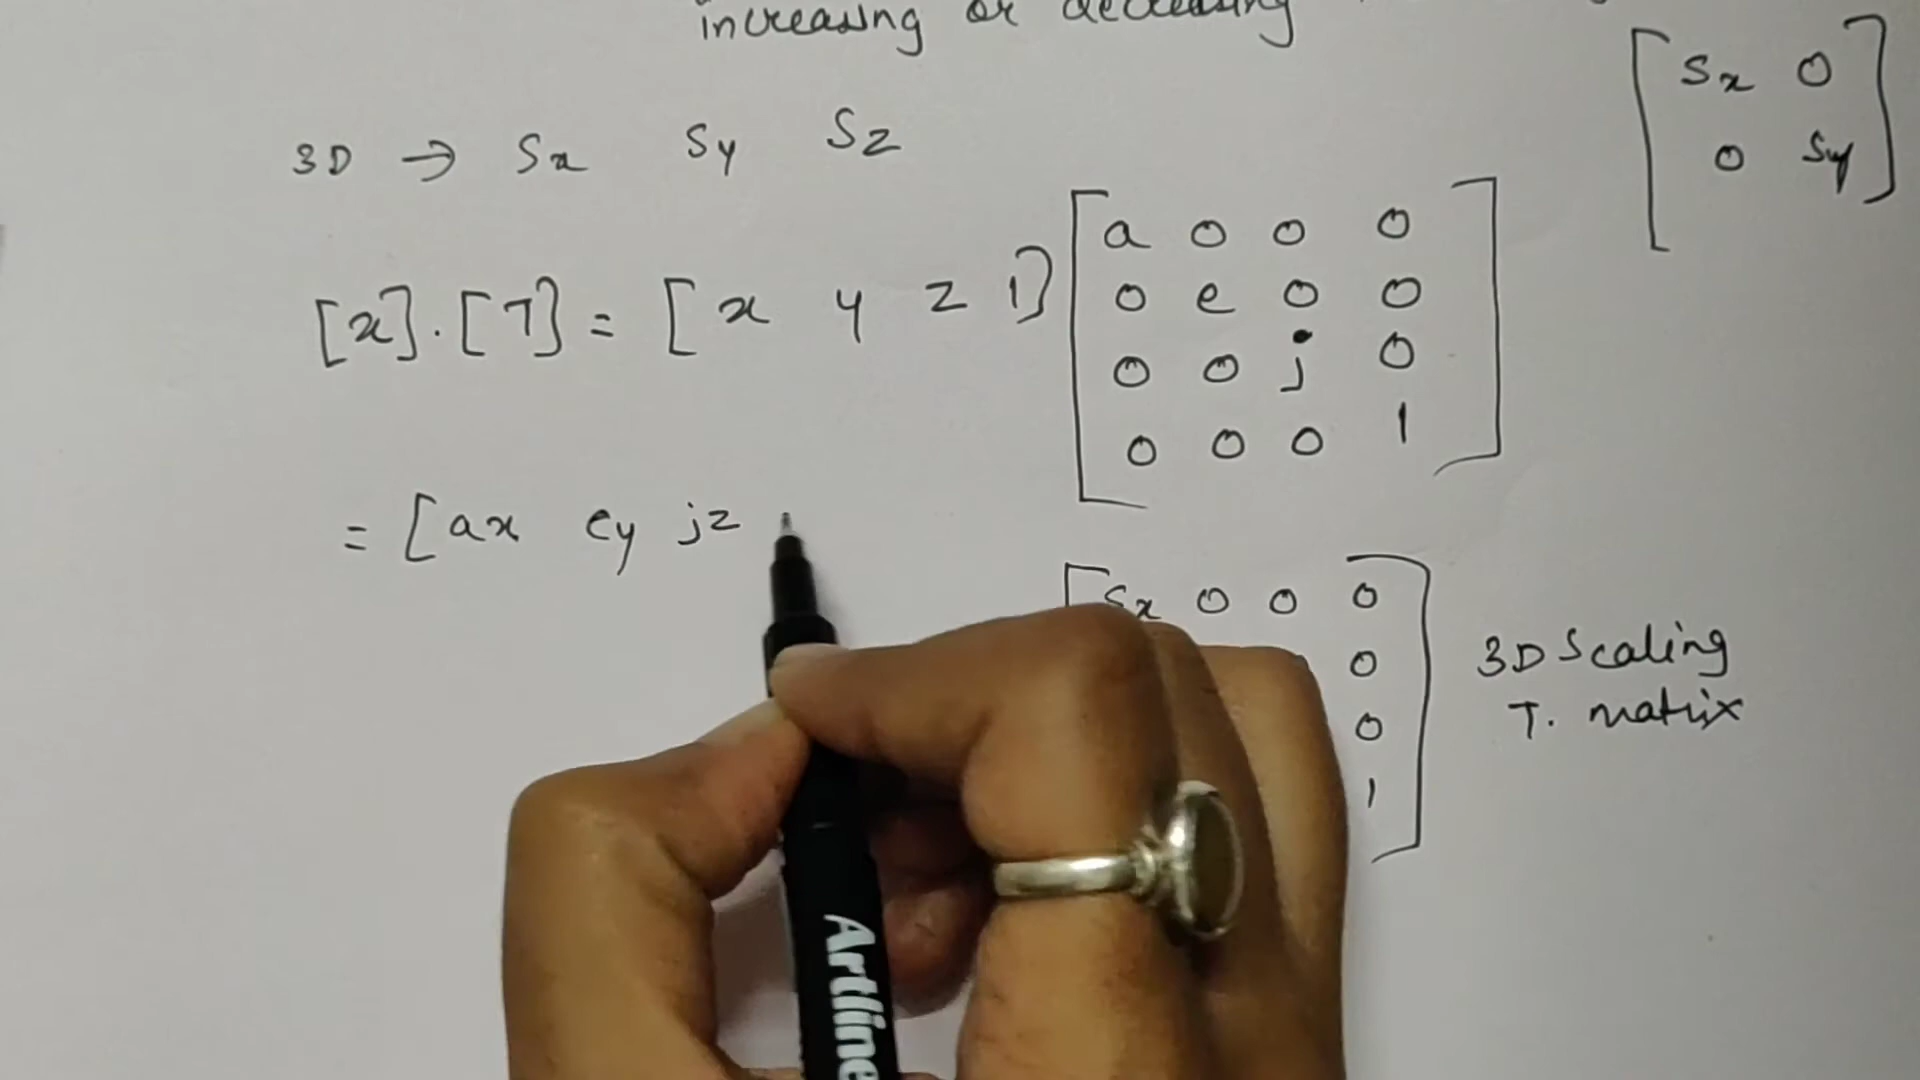 increasing or decreasing
Sx 0
0 Sy
3D → Sx Sy Sz
[x].[T] = [x y z 1]
a 0 0 0
0 e 0 0
0 0 j 0
0 0 0 1
= [ax ey jz
Sx 0 0 0
0
0
1
3D Scaling
T. matrix
Artline